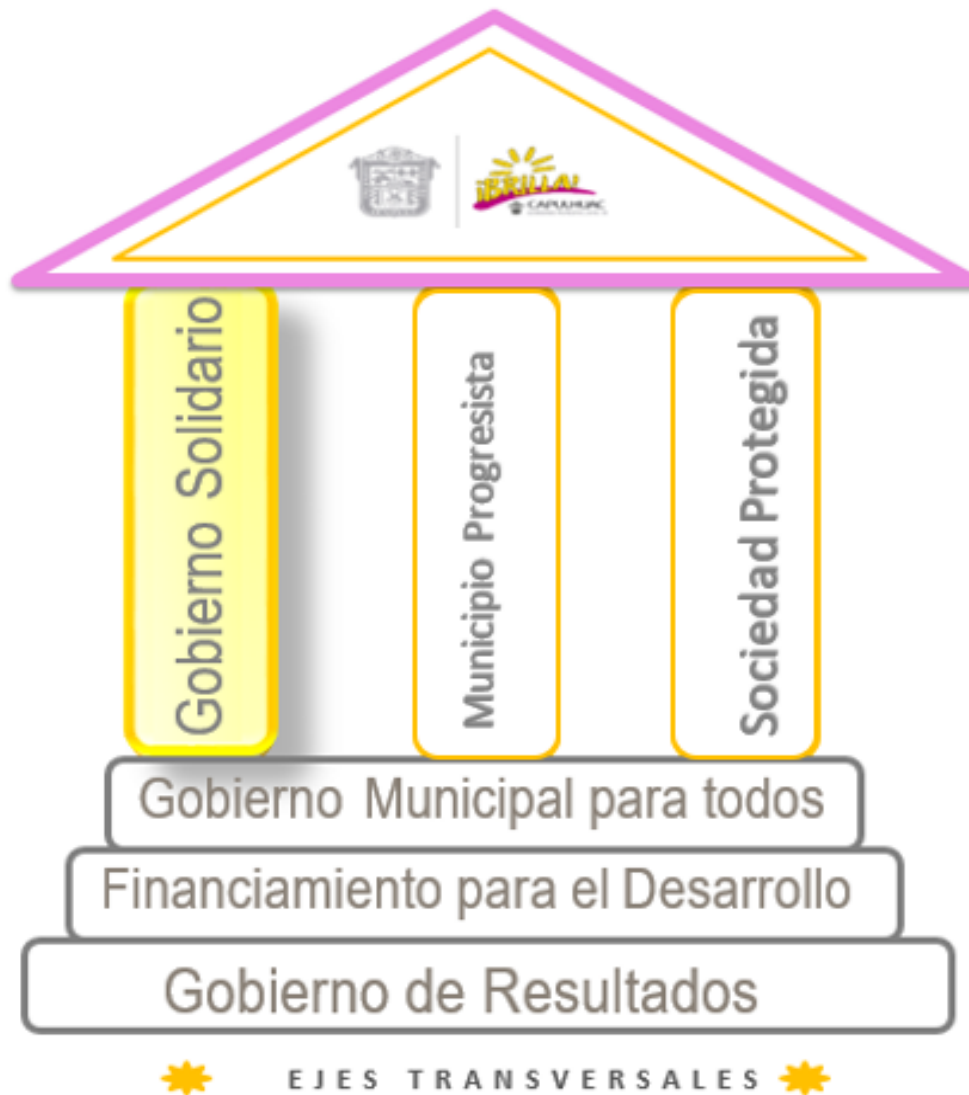 ¡BRILLA!
CAPULHUAC
Gobierno Solidario
Municipio Progresista
Sociedad Protegida
Gobierno Municipal para todos
Financiamiento para el Desarrollo
Gobierno de Resultados
EJES TRANSVERSALES